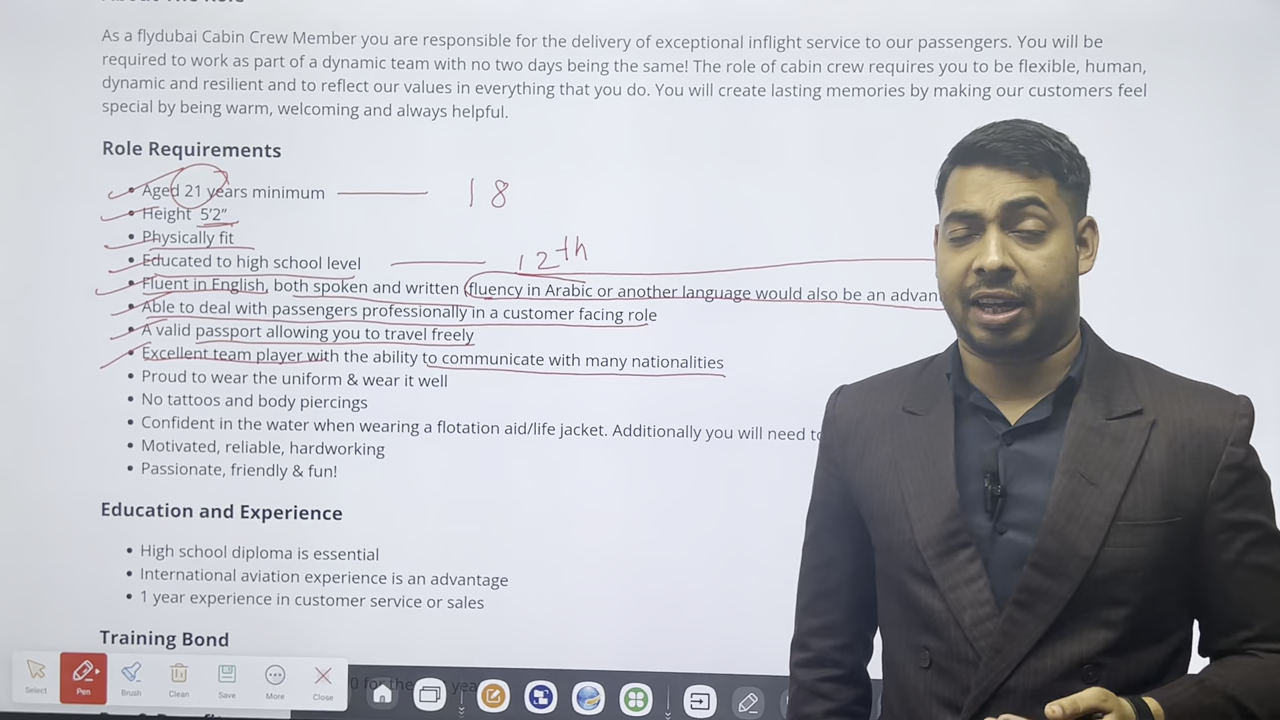 As a flydubai Cabin Crew Member you are responsible for the delivery of exceptional inflight service to our passengers. You will be
required to work as part of a dynamic team with no two days being the same! The role of cabin crew requires you to be flexible, human,
dynamic and resilient and to reflect our values in everything that you do. You will create lasting memories by making our customers feel
special by being warm, welcoming and always helpful.
Role Requirements
• Aged 21 years minimum 18
• Height 5'2"
• Physically fit
• Educated to high school level 12th
• Fluent in English, both spoken and written (fluency in Arabic or another language would also be an advan
• Able to deal with passengers professionally in a customer facing role
• A valid passport allowing you to travel freely
• Excellent team player with the ability to communicate with many nationalities
• Proud to wear the uniform & wear it well
• No tattoos and body piercings
• Confident in the water when wearing a flotation aid/life jacket. Additionally you will need to
• Motivated, reliable, hardworking
• Passionate, friendly & fun!
Education and Experience
• High school diploma is essential
• International aviation experience is an advantage
• 1 year experience in customer service or sales
Training Bond
Select Pen Brush Clean Save More Close